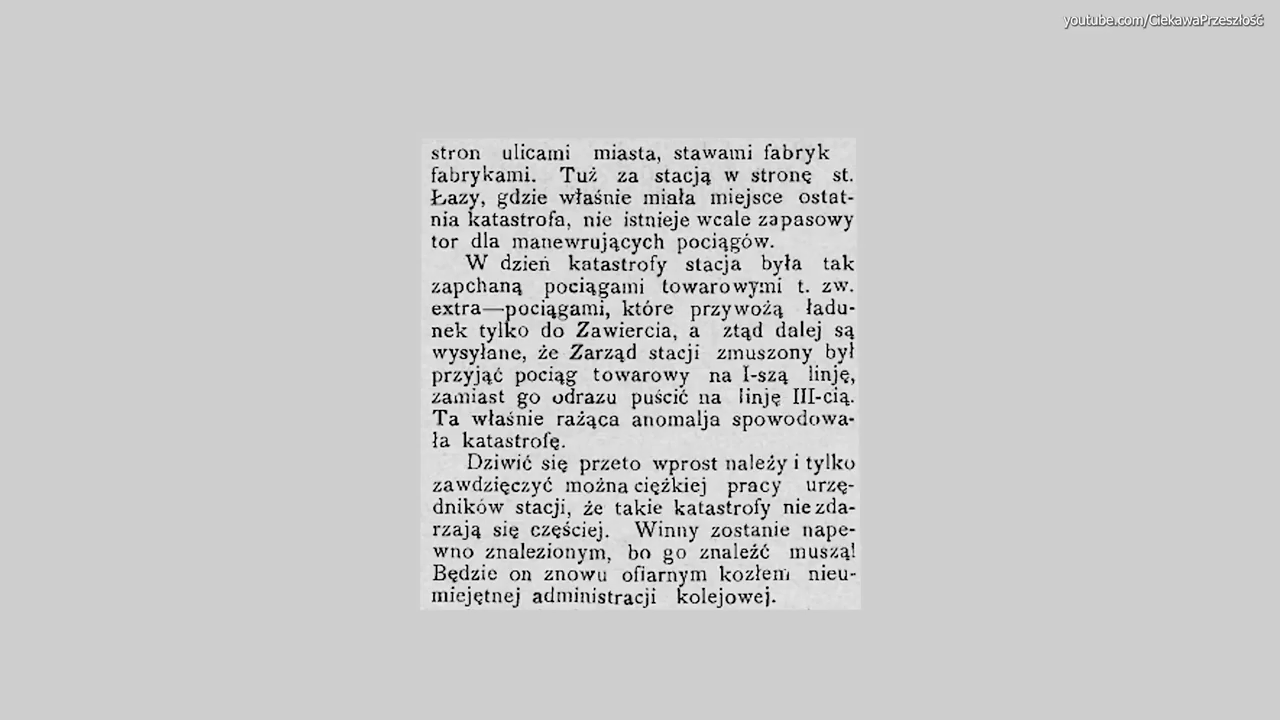 youtube.com/CiekawaPrzeszłość
stron ulicami miasta, stawami fabryk
fabrykami. Tuż za stacją w stronę st.
Łazy, gdzie właśnie miała miejsce ostat-
nia katastrofa, nie istnieje wcale zapasowy
tor dla manewrujących pociągów.
W dzień katastrofy stacja była tak
zapchaną pociągami towarowymi t. zw.
extra—pociągami, które przywożą ładu-
nek tylko do Zawiercia, a ztąd dalej są
wysyłane, że Zarząd stacji zmuszony był
przyjąć pociąg towarowy na I-szą linję,
zamiast go odrazu puścić na linję III-cią.
Ta właśnie rażąca anomalja spowodowa-
ła katastrofę.
Dziwić się przeto wprost należy i tylko
zawdzięczyć można ciężkiej pracy urzę-
dników stacji, że takie katastrofy nie zda-
rzają się częściej. Winny zostanie nape-
wno znalezionym, bo go znaleźć muszą!
Będzie on znowu ofiarnym kozłem nieu-
miejętnej administracji kolejowej.